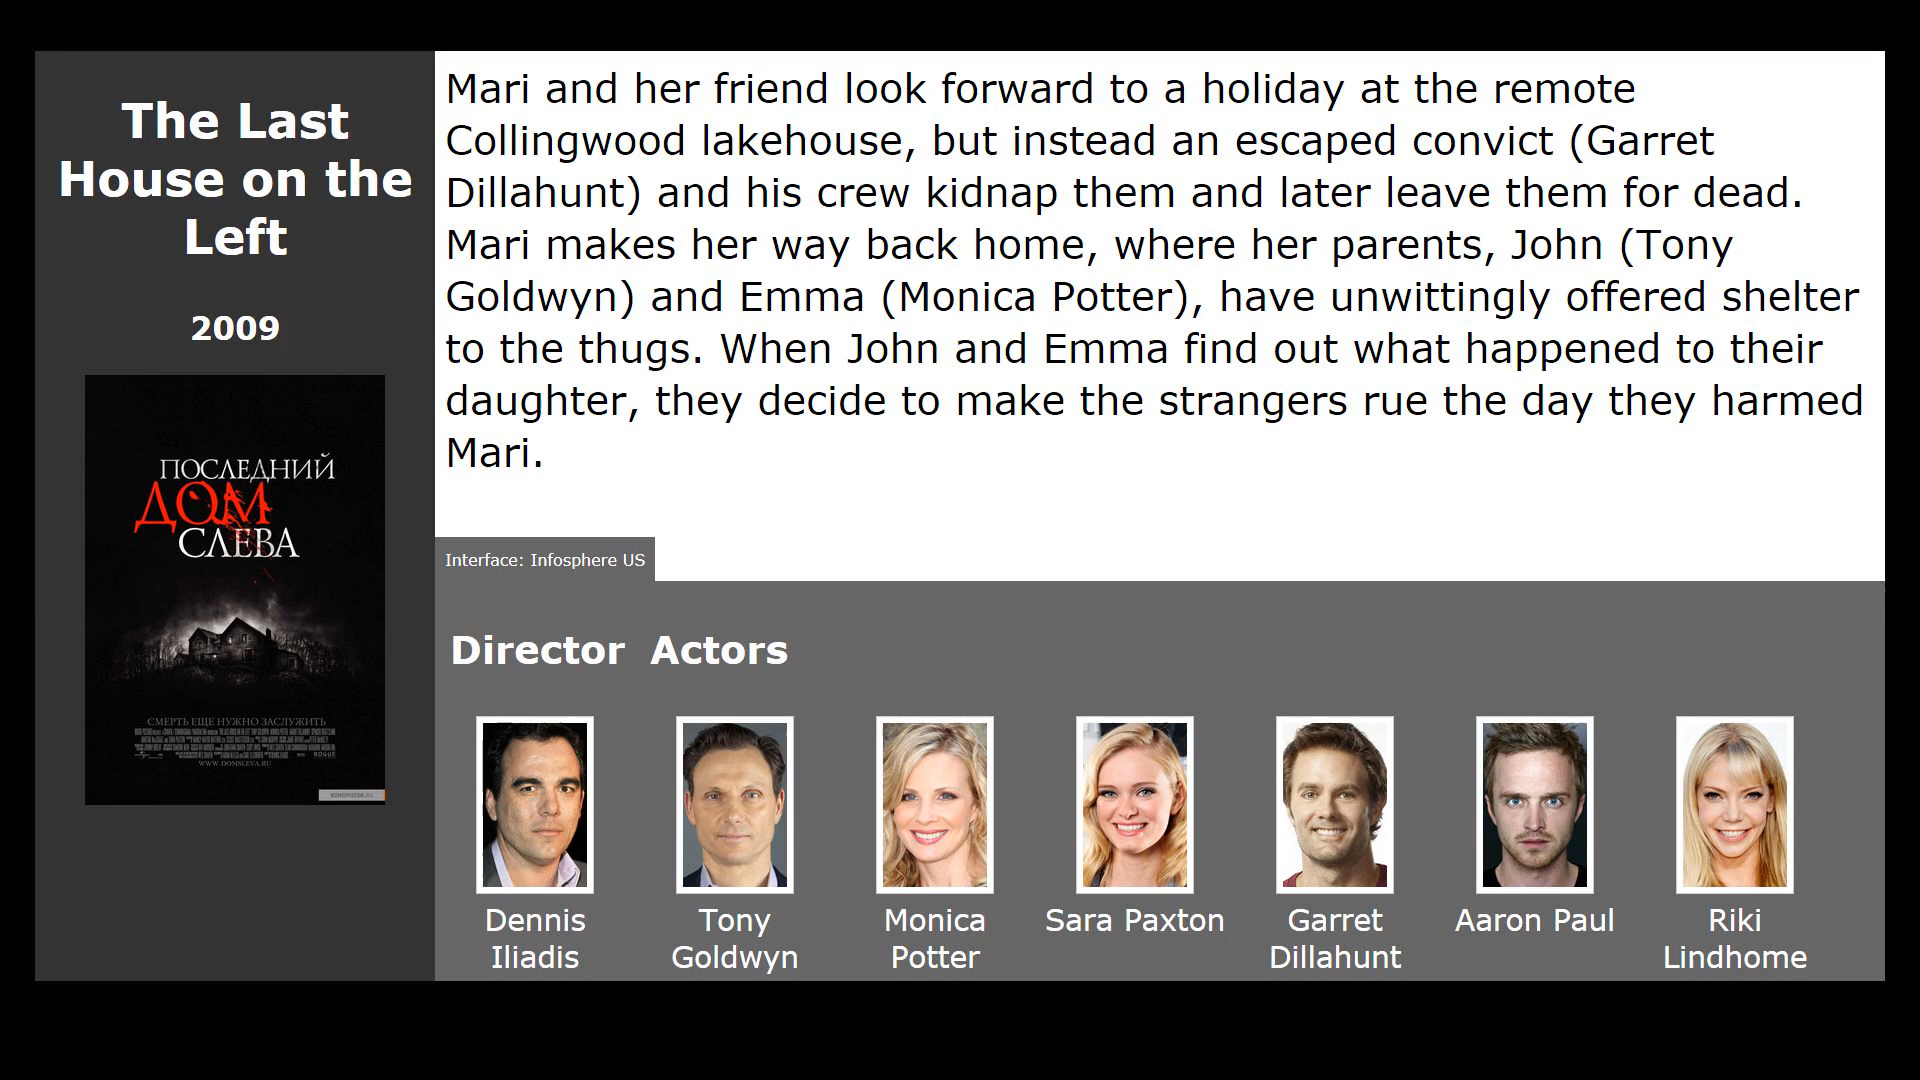 The Last
House on the
Left
2009
ПОСЛЕДНИЙ
ДОМ
СЛЕВА
СМЕРТЬ ЕЩЕ НУЖНО ЗАСЛУЖИТЬ
WWW.DOMSLEVA.RU
KINOPOISK.RU
Mari and her friend look forward to a holiday at the remote
Collingwood lakehouse, but instead an escaped convict (Garret
Dillahunt) and his crew kidnap them and later leave them for dead.
Mari makes her way back home, where her parents, John (Tony
Goldwyn) and Emma (Monica Potter), have unwittingly offered shelter
to the thugs. When John and Emma find out what happened to their
daughter, they decide to make the strangers rue the day they harmed
Mari.
Interface: Infosphere US
Director Actors
Dennis
Iliadis
Tony
Goldwyn
Monica
Potter
Sara Paxton
Garret
Dillahunt
Aaron Paul
Riki
Lindhome